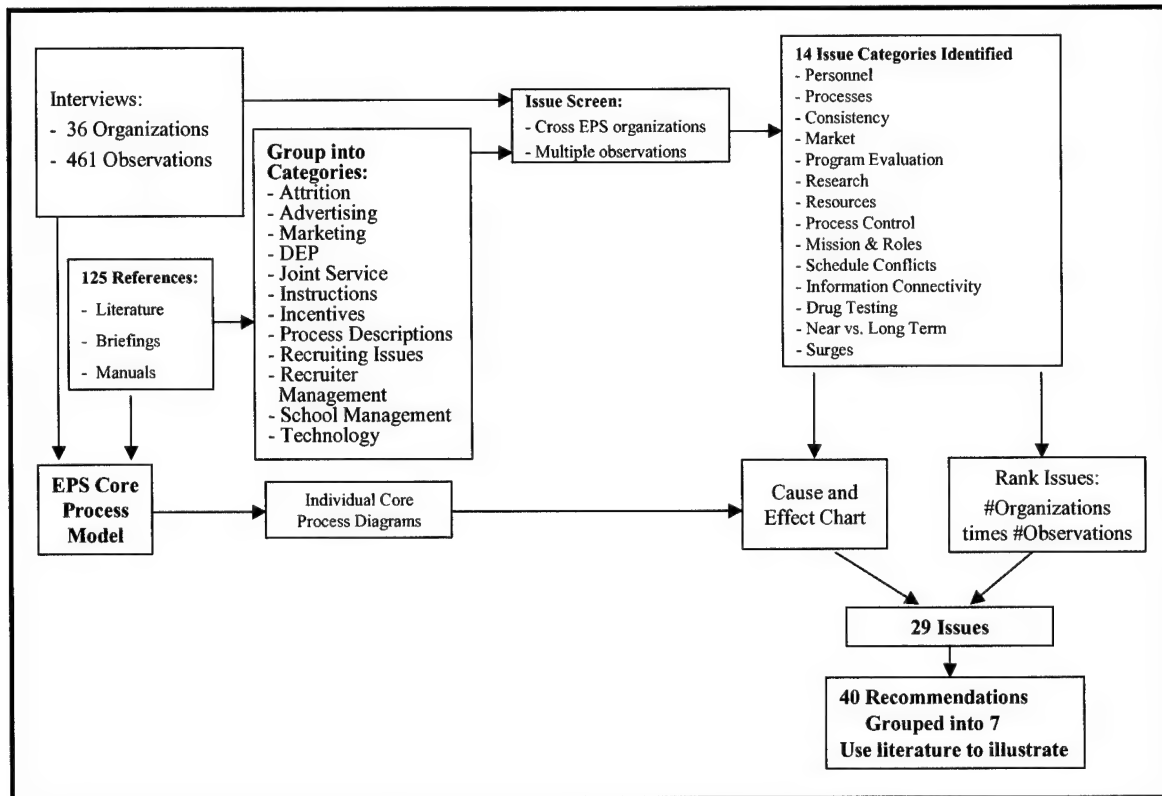 Interviews:
- 36 Organizations
- 461 Observations
125 References:
- Literature
- Briefings
- Manuals
Group into
Categories:
- Attrition
- Advertising
- Marketing
- DEP
- Joint Service
- Instructions
- Incentives
- Process Descriptions
- Recruiting Issues
- Recruiter
Management
- School Management
- Technology
Issue Screen:
- Cross EPS organizations
- Multiple observations
14 Issue Categories Identified
- Personnel
- Processes
- Consistency
- Market
- Program Evaluation
- Research
- Resources
- Process Control
- Mission & Roles
- Schedule Conflicts
- Information Connectivity
- Drug Testing
- Near vs. Long Term
- Surges
EPS Core
Process
Model
Individual Core
Process Diagrams
Cause and
Effect Chart
Rank Issues:
#Organizations
times #Observations
29 Issues
40 Recommendations
Grouped into 7
Use literature to illustrate